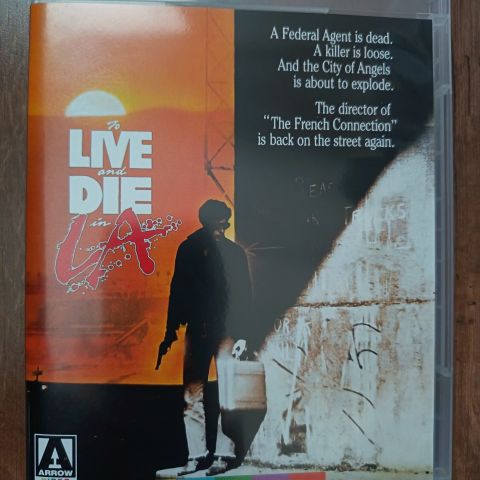 A Federal Agent is dead.
A killer is loose.
And the City of Angels
is about to explode.
The director of
"The French Connection"
is back on the street again.
To
LIVE
and
DIE
in
LA
ARROW
VIDEO